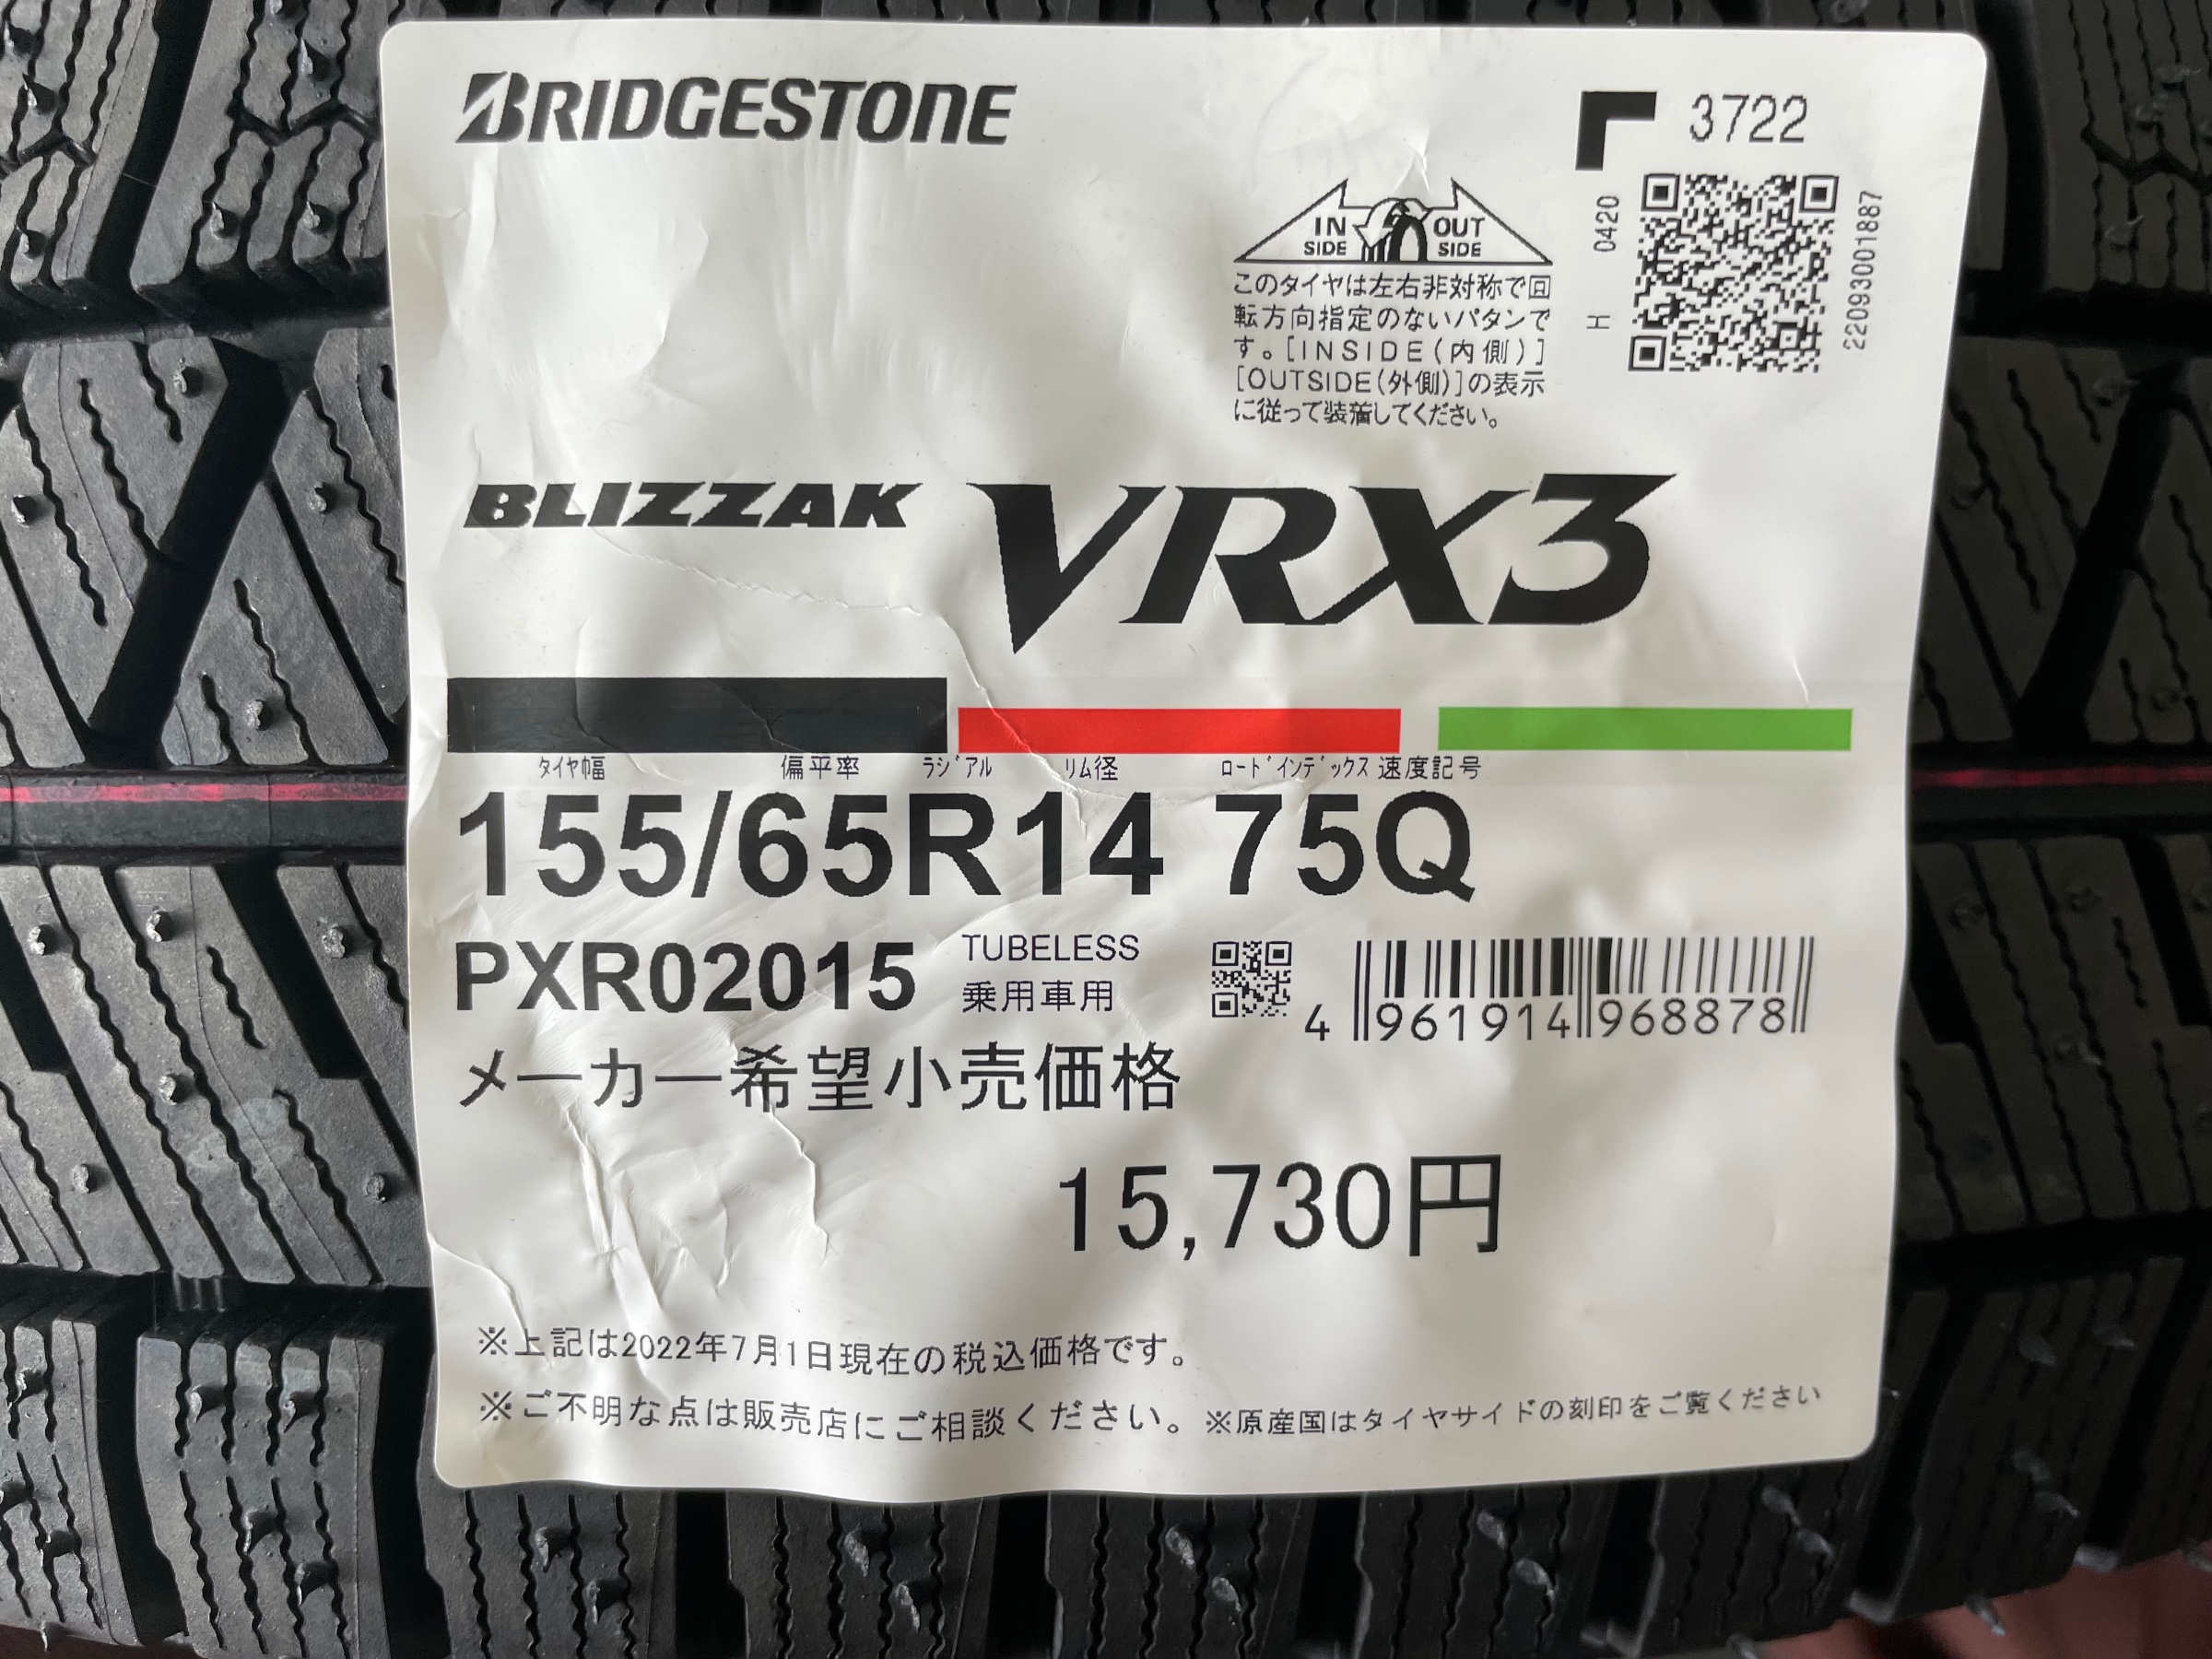 BRIDGESTONE
3722
IN SIDE OUT SIDE
H 0420
22093001887
このタイヤは左右非対称で回
転方向指定のないパタンで
す。[INSIDE(内側)]
[OUTSIDE(外側)]の表示
に従って装着してください。
BLIZZAK VRX3
タイヤ幅 偏平率 ラジアル リム径 ロードインデックス 速度記号
155/65R14 75Q
PXR02015 TUBELESS
乗用車用
4 961914 968878
メーカー希望小売価格
15,730円
※上記は2022年7月1日現在の税込価格です。
※ご不明な点は販売店にご相談ください。※原産国はタイヤサイドの刻印をご覧ください